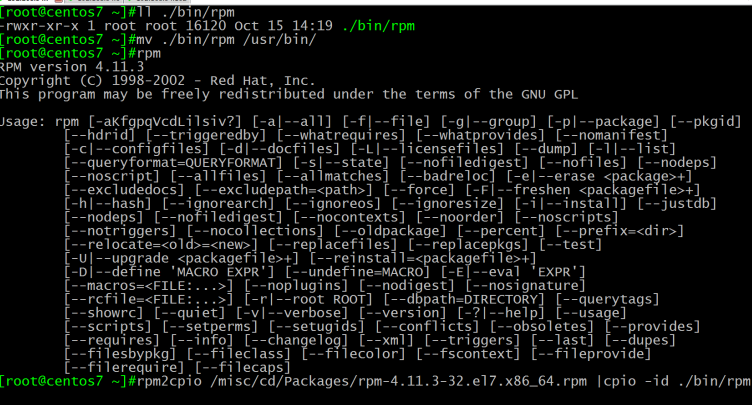 [root@centos7 ~]#ll ./bin/rpm
-rwxr-xr-x 1 root root 16120 Oct 15 14:19 ./bin/rpm
[root@centos7 ~]#mv ./bin/rpm /usr/bin/
[root@centos7 ~]#rpm
RPM version 4.11.3
Copyright (C) 1998-2002 - Red Hat, Inc.
This program may be freely redistributed under the terms of the GNU GPL
Usage: rpm [-aKfgpqVcdLilsiv?] [-a|--all] [-f|--file] [-g|--group] [-p|--package] [--pkgid]
[--hdrid] [--triggeredby] [--whatrequires] [--whatprovides] [--nomanifest]
[-c|--configfiles] [-d|--docfiles] [-L|--licensefiles] [--dump] [-l|--list]
[--queryformat=QUERYFORMAT] [-s|--state] [--nofiledigest] [--nofiles] [--nodeps]
[--noscript] [--allfiles] [--allmatches] [--badreloc] [-e|--erase <package>+]
[--excludedocs] [--excludepath=<path>] [--force] [-F|--freshen <packagefile>+]
[-h|--hash] [--ignorearch] [--ignoreos] [--ignoresize] [-i|--install] [--justdb]
[--nodeps] [--nofiledigest] [--nocontexts] [--noorder] [--noscripts]
[--notriggers] [--nocollections] [--oldpackage] [--percent] [--prefix=<dir>]
[--relocate=<old>=<new>] [--replacefiles] [--replacepkgs] [--test]
[-U|--upgrade <packagefile>+] [--reinstall=<packagefile>+]
[-D|--define 'MACRO EXPR'] [--undefine=MACRO] [-E|--eval 'EXPR']
[--macros=<FILE:...>] [--noplugins] [--nodigest] [--nosignature]
[--rcfile=<FILE:...>] [-r|--root ROOT] [--dbpath=DIRECTORY] [--querytags]
[--showrc] [--quiet] [-v|--verbose] [--version] [-?|--help] [--usage]
[--scripts] [--setperms] [--setugids] [--conflicts] [--obsoletes] [--provides]
[--requires] [--info] [--changelog] [--xml] [--triggers] [--last] [--dupes]
[--filesbypkg] [--fileclass] [--filecolor] [--fscontext] [--fileprovide]
[--filerequire] [--filecaps]
[root@centos7 ~]#rpm2cpio /misc/cd/Packages/rpm-4.11.3-32.el7.x86_64.rpm |cpio -id ./bin/rpm